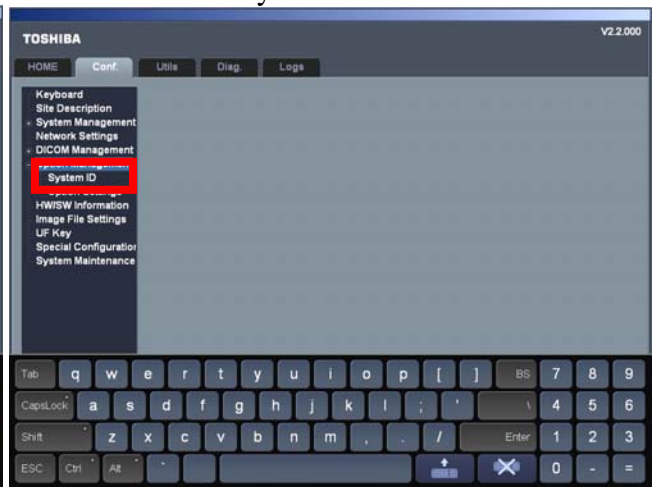 TOSHIBA
V2.2.000
HOME Conf. Utils Diag. Logs
Keyboard
Site Description
System Management
Network Settings
DICOM Management
System ID
HW/SW Information
Image File Settings
UF Key
Special Configuration
System Maintenance
Tab q w e r t y u i o p [ ] BS 7 8 9
CapsLock a s d f g h j k l ; ' \ 4 5 6
Shift z x c v b n m , . / Enter 1 2 3
ESC Ctrl Alt ` 0 - =